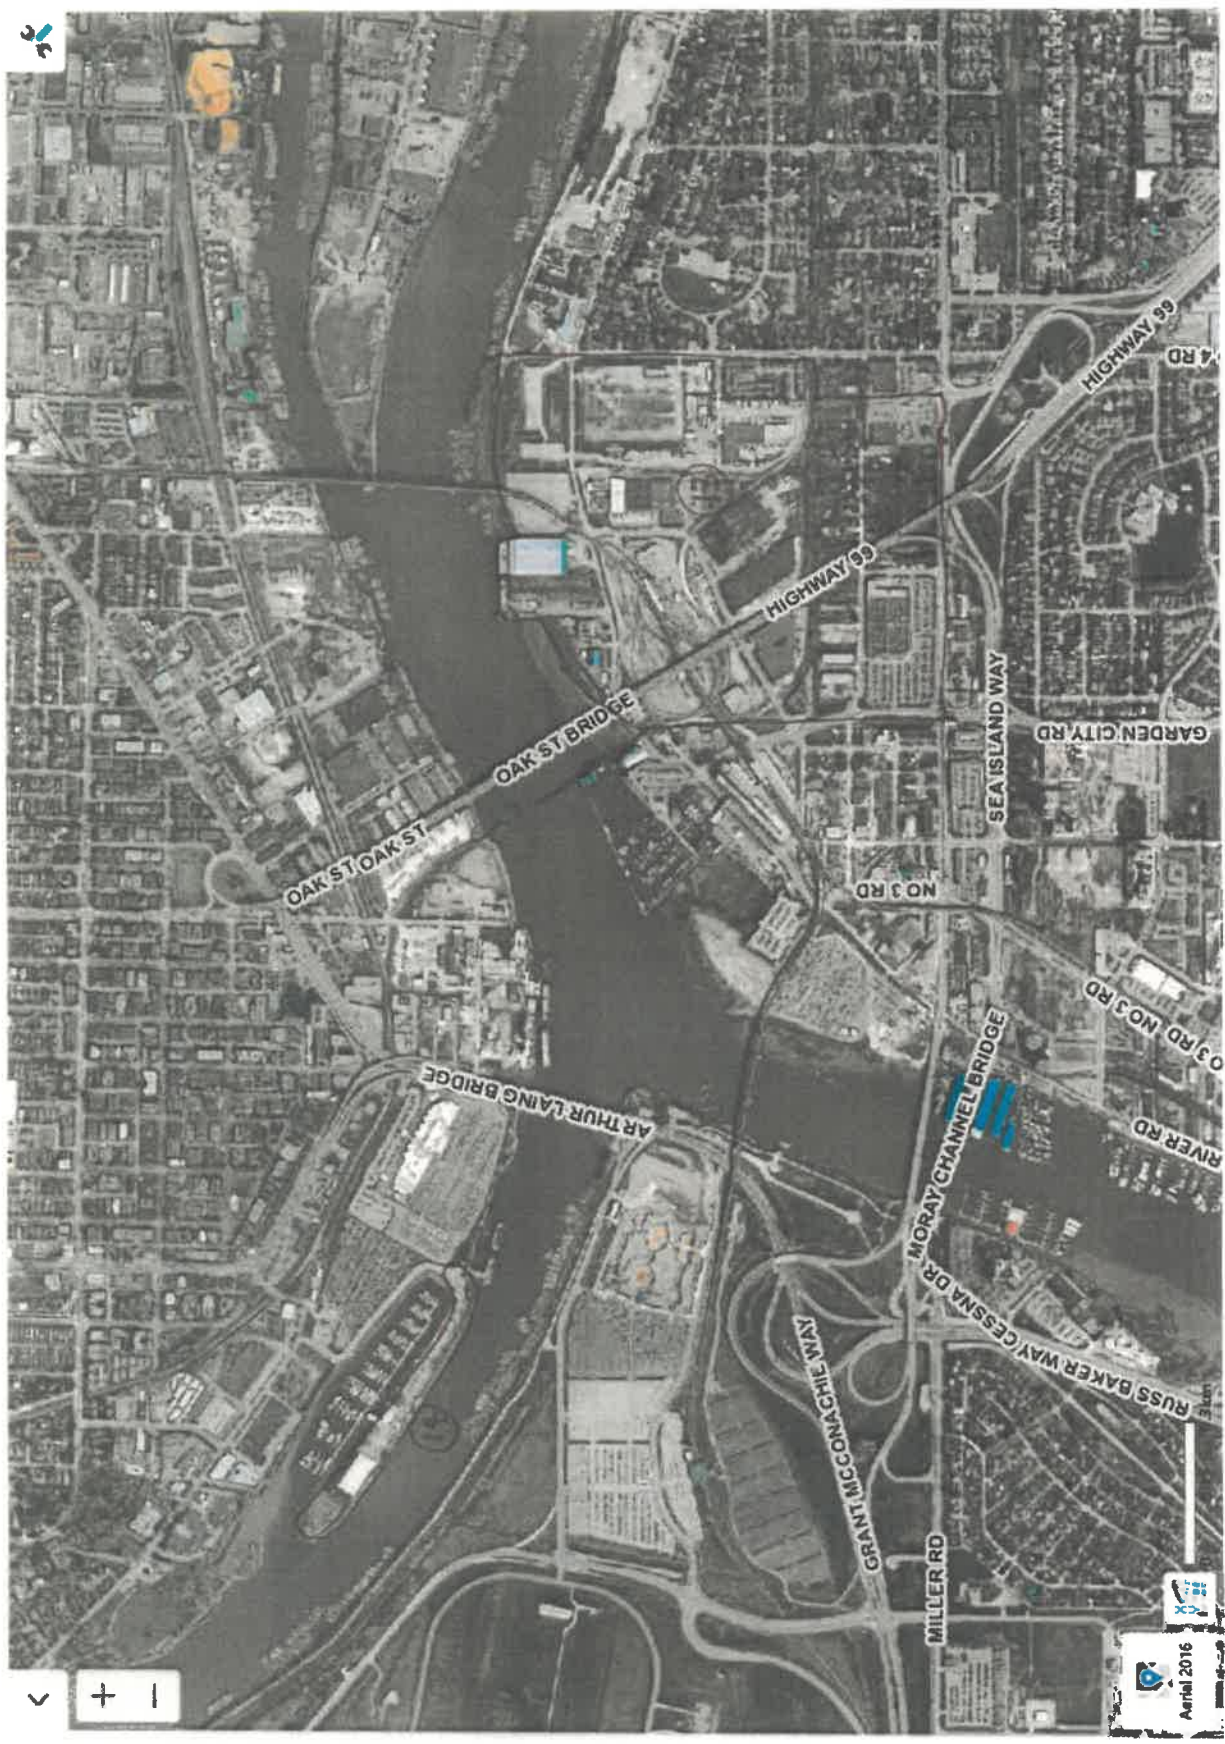 OAK ST
OAK ST
OAK ST BRIDGE
HIGHWAY 99
HIGHWAY 99
4 RD
ARTHUR LAING BRIDGE
SEA ISLAND WAY
GARDEN CITY RD
NO 3 RD
NO 3 RD
O 3 RD
MORAY CHANNEL BRIDGE
RIVER RD
CESSNA DR
RUSS BAKER WAY
GRANT MCCONACHIE WAY
MILLER RD
Aerial 2016